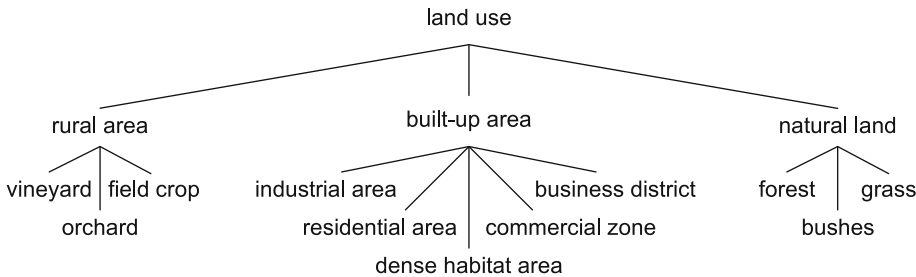 land use
rural area
built-up area
natural land
vineyard
field crop
industrial area
business district
forest
grass
orchard
residential area
commercial zone
bushes
dense habitat area